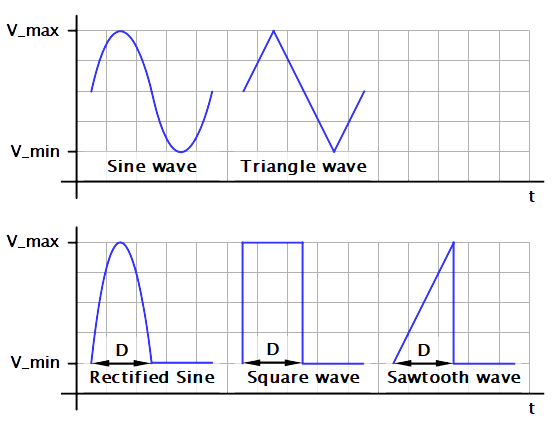 V_max
V_min
Sine wave
Triangle wave
t
V_max
D
D
D
V_min
Rectified Sine
Square wave
Sawtooth wave
t